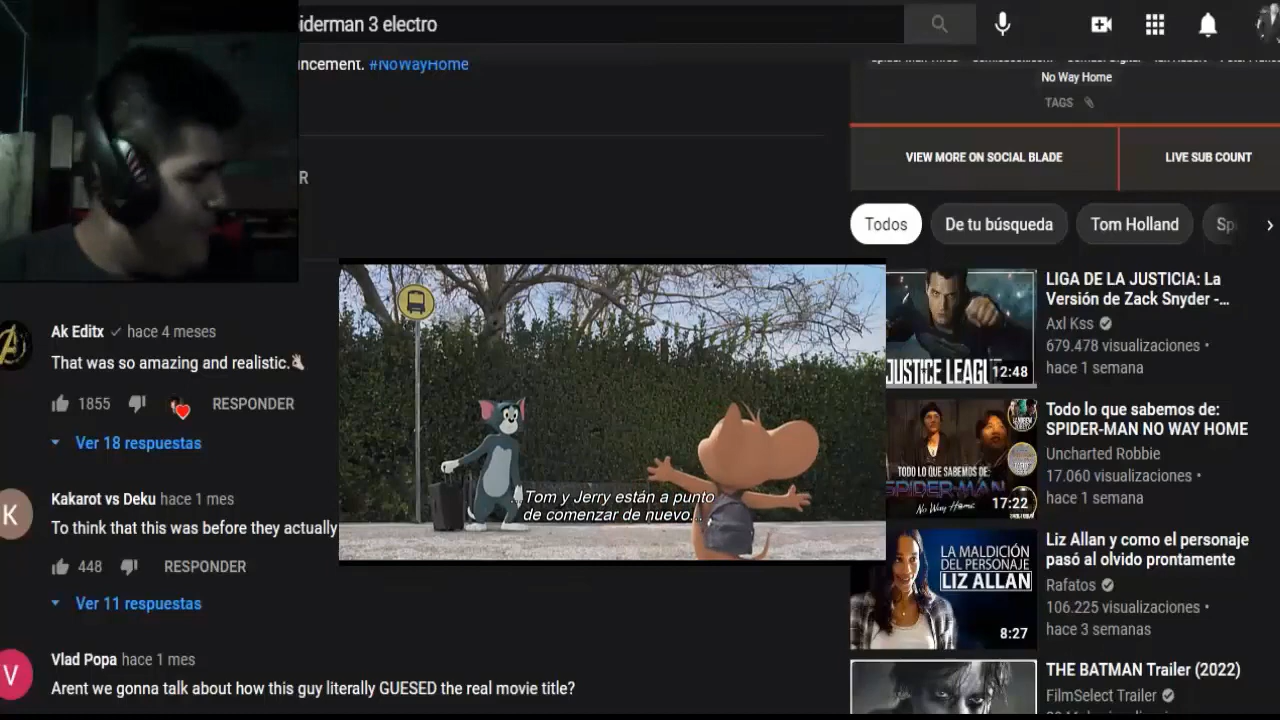 iderman 3 electro
ncement. #NoWayHome
No Way Home
TAGS
VIEW MORE ON SOCIAL BLADE
LIVE SUB COUNT
R
Todos
De tu búsqueda
Tom Holland
Sp
Ak Editx hace 4 meses
That was so amazing and realistic.
1855
RESPONDER
Ver 18 respuestas
K
Kakarot vs Deku hace 1 mes
To think that this was before they actually
448
RESPONDER
Ver 11 respuestas
V
Vlad Popa hace 1 mes
Arent we gonna talk about how this guy literally GUESED the real movie title?
Tom y Jerry están a punto
de comenzar de nuevo...
JUSTICE LEAGU
12:48
LIGA DE LA JUSTICIA: La
Versión de Zack Snyder -...
Axl Kss
679.478 visualizaciones •
hace 1 semana
TODO LO QUE SABEMOS DE:
SPIDER-MAN
No Way Home
17:22
Todo lo que sabemos de:
SPIDER-MAN NO WAY HOME
Uncharted Robbie
17.060 visualizaciones •
hace 1 semana
LA MALDICIÓN
DEL PERSONAJE
LIZ ALLAN
8:27
Liz Allan y como el personaje
pasó al olvido prontamente
Rafatos
106.225 visualizaciones •
hace 3 semanas
THE BATMAN Trailer (2022)
FilmSelect Trailer